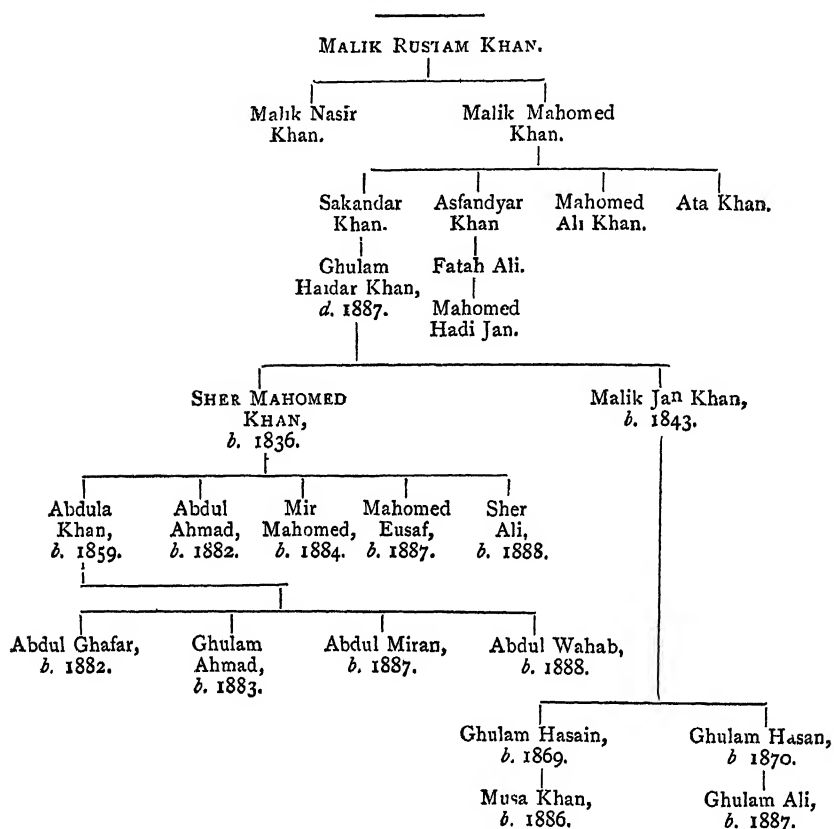 MALIK RUSTAM KHAN.
Malik Nasir
Khan.
Malik Mahomed
Khan.
Sakandar
Khan.
Asfandyar
Khan
Mahomed
Ali Khan.
Ata Khan.
Ghulam
Haidar Khan,
d. 1887.
Fatah Ali.
Mahomed
Hadi Jan.
SHER MAHOMED
KHAN,
b. 1836.
Malik Jan Khan,
b. 1843.
Abdula
Khan,
b. 1859.
Abdul
Ahmad,
b. 1882.
Mir
Mahomed,
b. 1884.
Mahomed
Eusaf,
b. 1887.
Sher
Ali,
b. 1888.
Abdul Ghafar,
b. 1882.
Ghulam
Ahmad,
b. 1883.
Abdul Miran,
b. 1887.
Abdul Wahab,
b. 1888.
Ghulam Hasain,
b. 1869.
Ghulam Hasan,
b 1870.
Musa Khan,
b. 1886.
Ghulam Ali,
b. 1887.